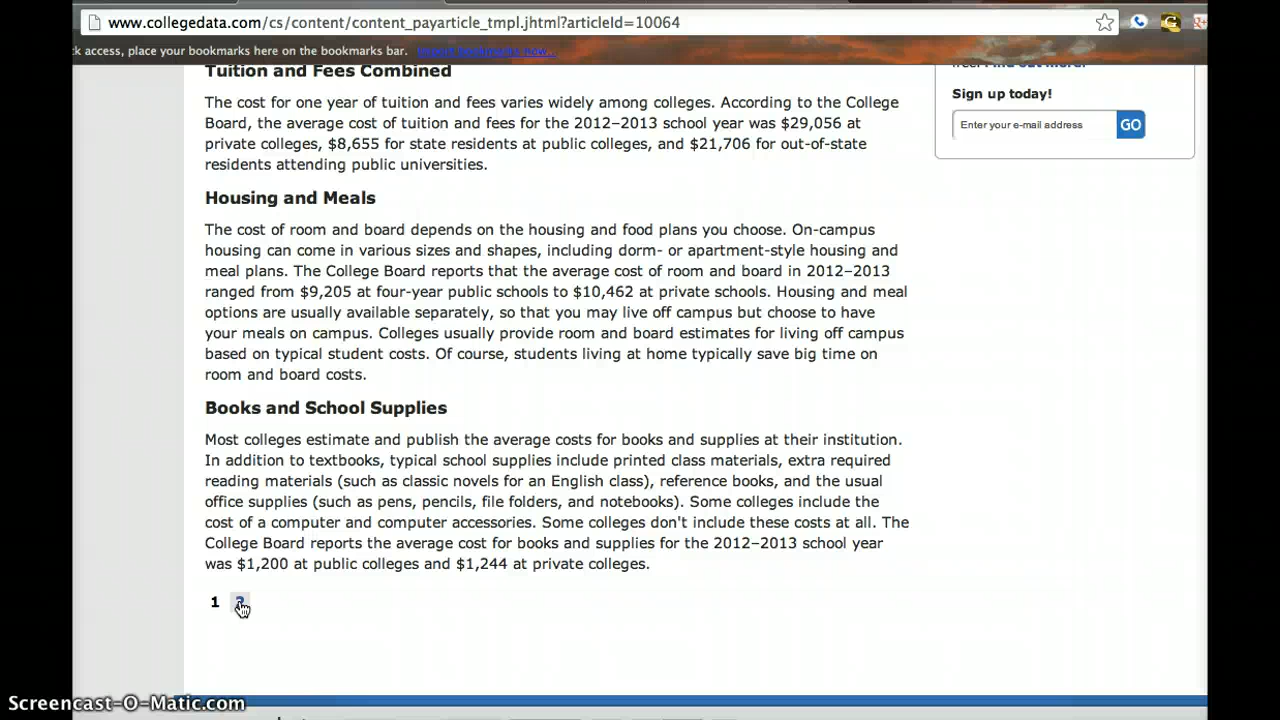 www.collegedata.com/cs/content/content_payarticle_tmpl.jhtml?articleId=10064
k access, place your bookmarks here on the bookmarks bar. Import bookmarks now...
Tuition and Fees Combined
The cost for one year of tuition and fees varies widely among colleges. According to the College
Board, the average cost of tuition and fees for the 2012–2013 school year was $29,056 at
private colleges, $8,655 for state residents at public colleges, and $21,706 for out-of-state
residents attending public universities.
Housing and Meals
The cost of room and board depends on the housing and food plans you choose. On-campus
housing can come in various sizes and shapes, including dorm- or apartment-style housing and
meal plans. The College Board reports that the average cost of room and board in 2012–2013
ranged from $9,205 at four-year public schools to $10,462 at private schools. Housing and meal
options are usually available separately, so that you may live off campus but choose to have
your meals on campus. Colleges usually provide room and board estimates for living off campus
based on typical student costs. Of course, students living at home typically save big time on
room and board costs.
Books and School Supplies
Most colleges estimate and publish the average costs for books and supplies at their institution.
In addition to textbooks, typical school supplies include printed class materials, extra required
reading materials (such as classic novels for an English class), reference books, and the usual
office supplies (such as pens, pencils, file folders, and notebooks). Some colleges include the
cost of a computer and computer accessories. Some colleges don't include these costs at all. The
College Board reports the average cost for books and supplies for the 2012–2013 school year
was $1,200 at public colleges and $1,244 at private colleges.
1 2
free! Find out more!
Sign up today!
Enter your e-mail address GO
Screencast-O-Matic.com